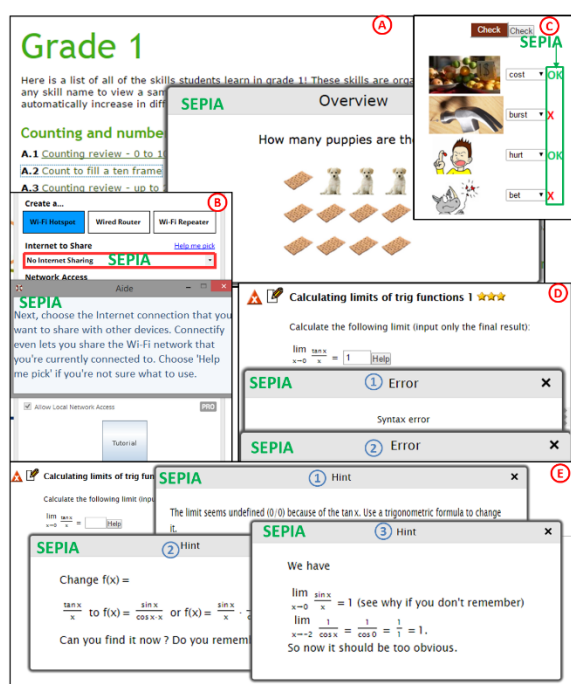 A
Grade 1
Here is a list of all of the skills students learn in grade 1! These skills are orga
any skill name to view a sam
automatically increase in diff
Counting and numbe
A.1 Counting review - 0 to 10
A.2 Count to fill a ten frame
A.3 Counting review - up to
SEPIA
Overview
How many puppies are the
C
Check Check
SEPIA
cost OK
burst X
hurt OK
bet X
B
Create a...
Wi-Fi Hotspot Wired Router Wi-Fi Repeater
Internet to Share Help me pick
No Internet Sharing SEPIA
Network Access
SEPIA
Aide
Next, choose the Internet connection that you
want to share with other devices. Connectify
even lets you share the Wi-Fi network that
you're currently connected to. Choose 'Help
me pick' if you're not sure what to use.
Allow Local Network Access PRO
Tutorial
D
Calculating limits of trig functions 1
Calculate the following limit (input only the final result):
lim x→0 tan x / x = 1 Help
SEPIA 1 Error ×
Syntax error
SEPIA 2 Error ×
E
Calculating limits of trig fun
Calculate the following limit (inpu
lim x→0 tan x / x = Help
SEPIA 1 Hint ×
The limit seems undefined (0/0) because of the tan x. Use a trigonometric formula to change
it.
SEPIA 2 Hint
Change f(x) =
tan x / x to f(x) = sin x / cos x·x or f(x) = sin x / x ·
Can you find it now ? Do you remem
SEPIA 3 Hint ×
We have
lim x→0 sin x / x = 1 (see why if you don't remember)
lim x→-2 1 / cos x = 1 / cos 0 = 1 / 1 = 1.
So now it should be too obvious.